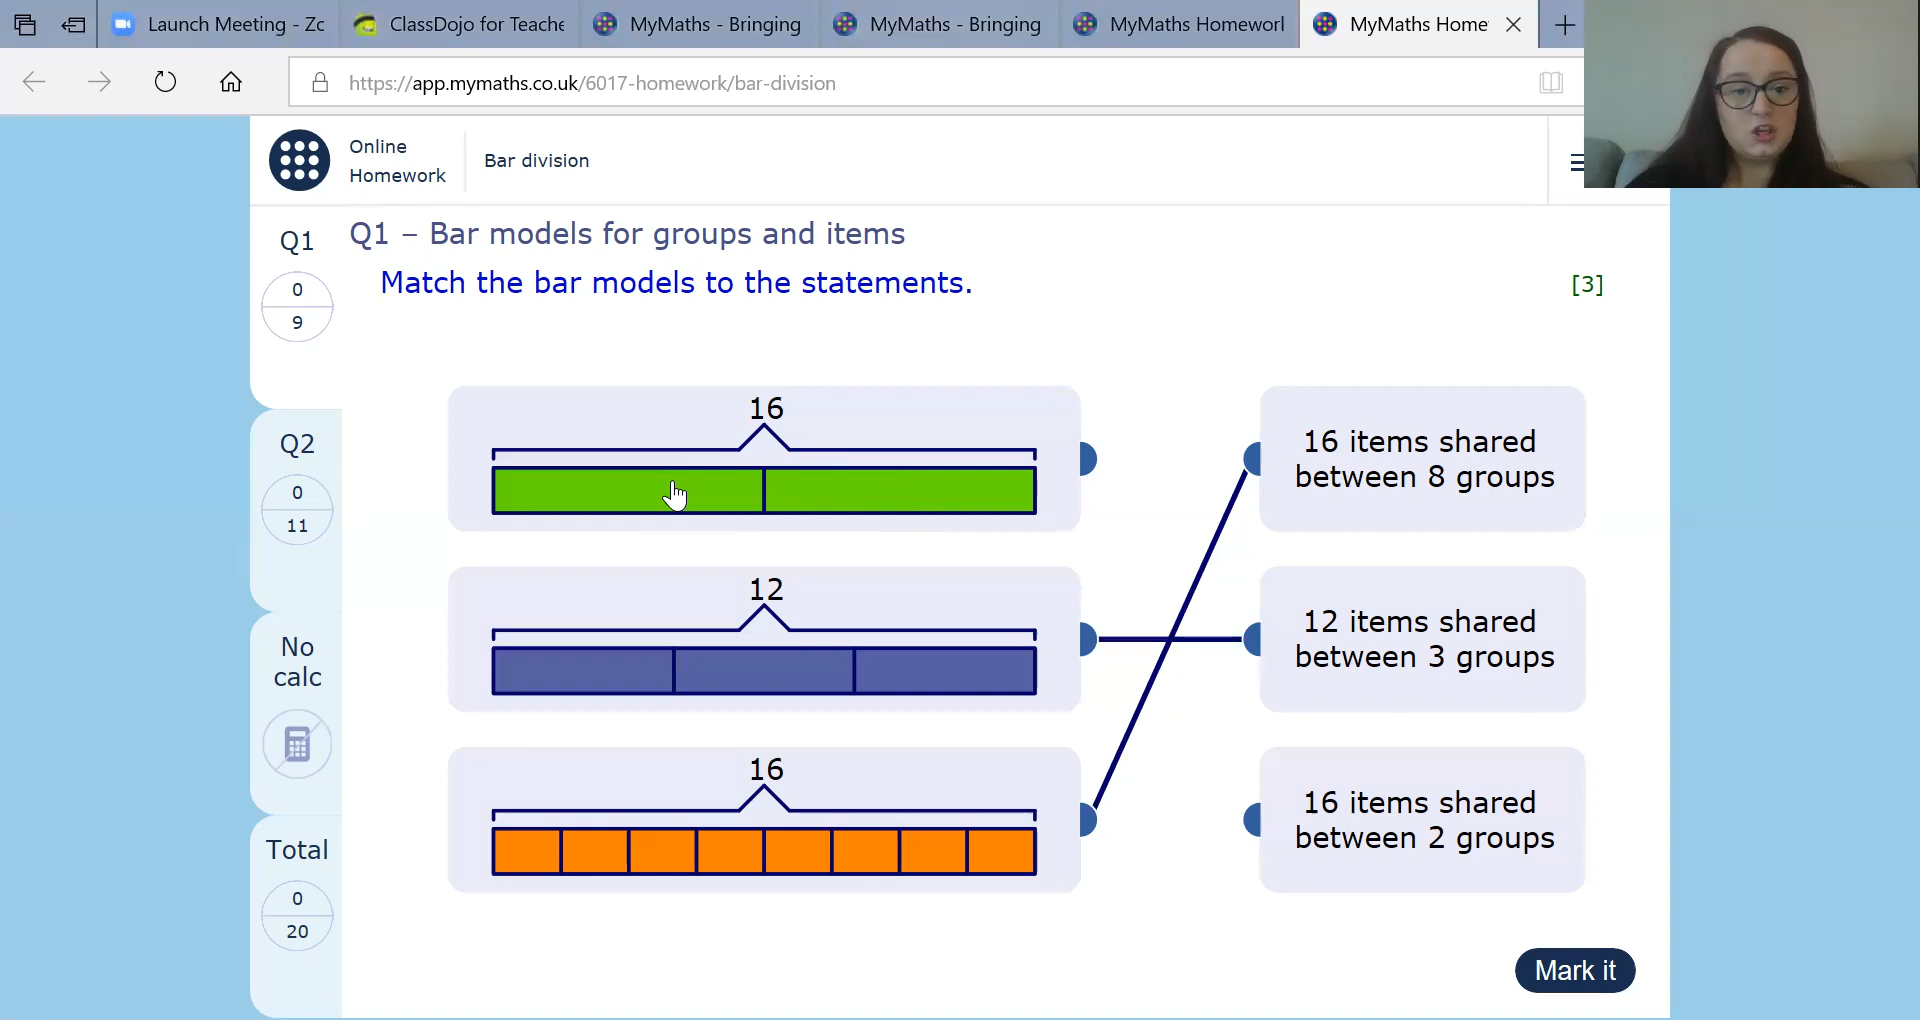 Launch Meeting - Zc
ClassDojo for Teache
MyMaths - Bringing
MyMaths - Bringing
MyMaths Homeworl
MyMaths Home
https://app.mymaths.co.uk/6017-homework/bar-division
Online
Homework
Bar division
Q1
0
9
Q2
0
11
No
calc
Total
0
20
Q1 – Bar models for groups and items
Match the bar models to the statements.
[3]
16
16 items shared
between 8 groups
12
12 items shared
between 3 groups
16
16 items shared
between 2 groups
Mark it